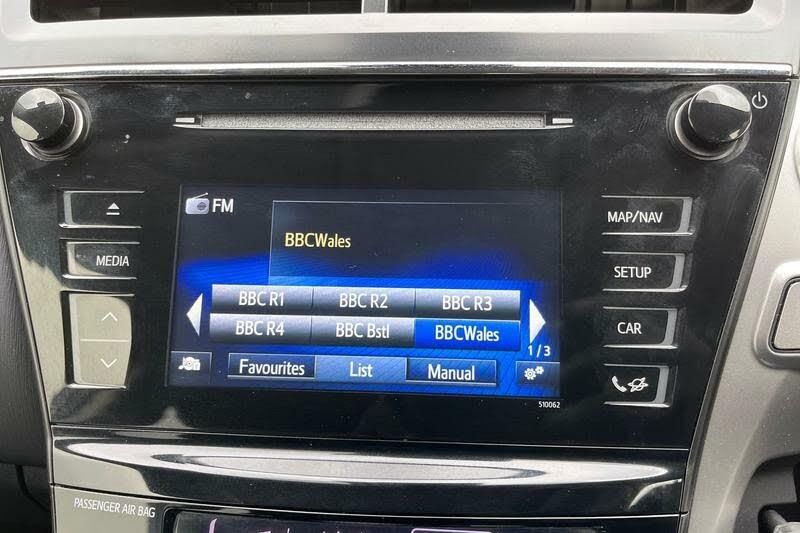 FM
BBCWales
MAP/NAV
MEDIA
SETUP
BBC R1 BBC R2 BBC R3
BBC R4 BBC Bstl BBCWales
CAR
1 / 3
Favourites List Manual
510062
PASSENGER AIR BAG